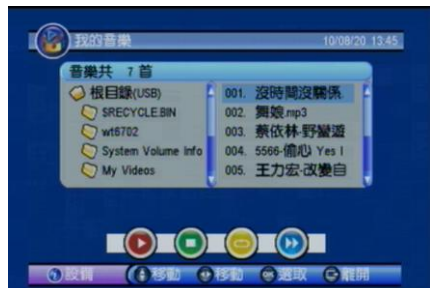 我的音樂 10/08/20 13:45
音樂共 7 首
根目錄(USB)
$RECYCLE.BIN
wt6702
System Volume Info
My Videos
001. 沒時間沒關係
002. 舞娘.mp3
003. 蔡依林-野蠻遊
004. 5566-偷心 Yes I
005. 王力宏-改變自
設備 移動 移動 選取 離開